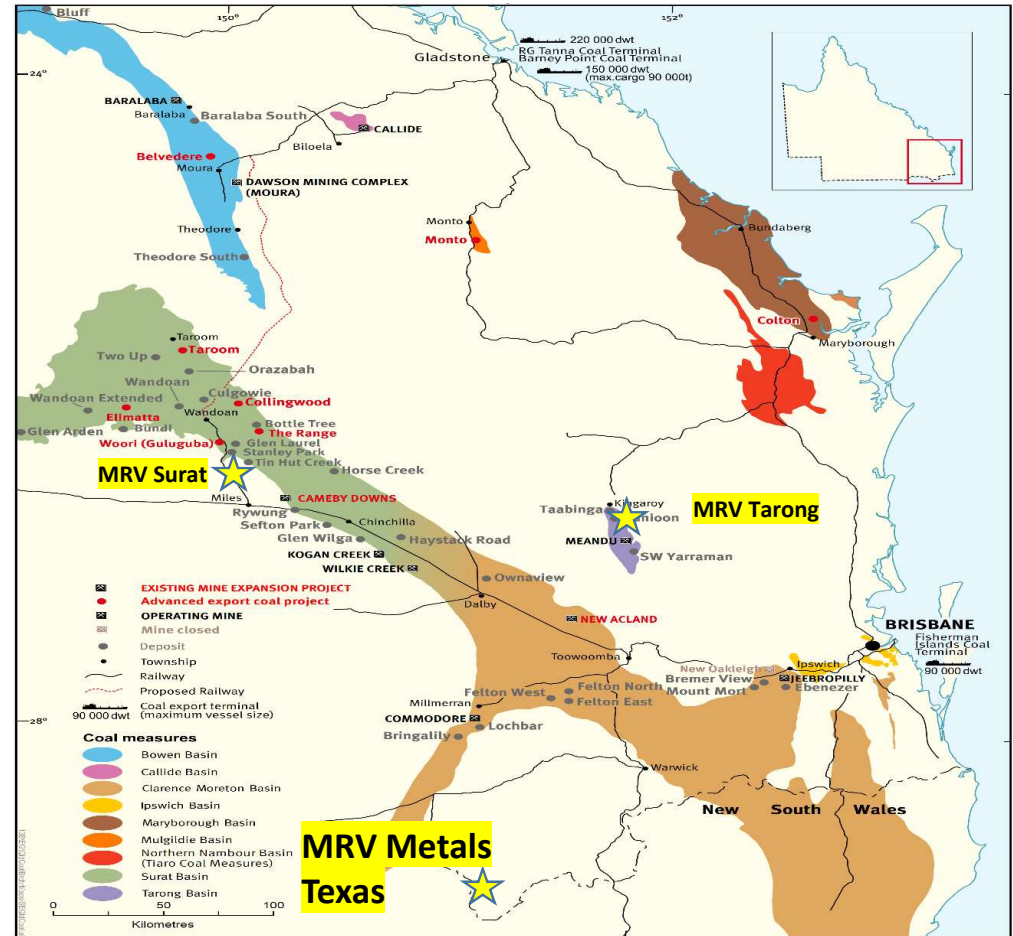 Bluff
150°
152°
220 000 dwt
RG Tanna Coal Terminal
Barney Point Coal Terminal
Gladstone
150 000 dwt
(max.cargo 90 000t)
24°
BARALABA
Baralaba
Baralaba South
CALLIDE
Biloela
Belvedere
Moura
DAWSON MINING COMPLEX
(MOURA)
Theodore
Theodore South
Monto
Monto
Bundaberg
Colton
Maryborough
Taroom
Taroom
Two Up
Orazabah
Wandoan
Culgowie
Wandoan Extended
Collingwood
Elimatta
Wandoan
Bottle Tree
Glen Arden
Bundi
The Range
Woori (Guluguba)
Glen Laurel
Stanley Park
Tin Hut Creek
Horse Creek
MRV Surat
Miles
CAMEBY DOWNS
Rywung
Sefton Park
Chinchilla
Glen Wilga
Haystack Road
KOGAN CREEK
WILKIE CREEK
Kingaroy
Taabinga
MRV Tarong
MEANDU
SW Yarraman
Ownaview
Dalby
NEW ACLAND
Toowoomba
BRISBANE
Fisherman
Islands Coal
Terminal
90 000 dwt
New Oakleigh
Ipswich
Bremer View
JEEBROPILLY
Mount Mort
Ebenezer
Felton West
Felton North
Felton East
Millmerran
COMMODORE
Lochbar
Bringalily
28°
Warwick
New South Wales
EXISTING MINE EXPANSION PROJECT
Advanced export coal project
OPERATING MINE
Mine closed
Deposit
Township
Railway
Proposed Railway
Coal export terminal
90 000 dwt (maximum vessel size)
Coal measures
Bowen Basin
Callide Basin
Clarence Moreton Basin
Ipswich Basin
Maryborough Basin
Mulgildie Basin
Northern Nambour Basin
(Tiaro Coal Measures)
Surat Basin
Tarong Basin
0 50 100
Kilometres
MRV Metals
Texas